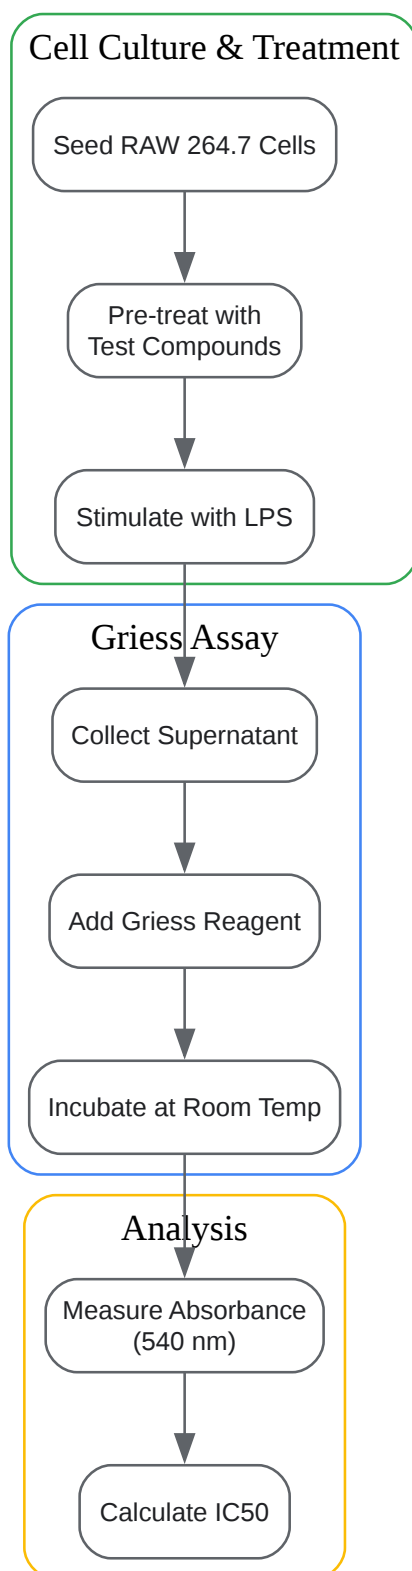 Cell Culture & Treatment
Seed RAW 264.7 Cells
Pre-treat with
Test Compounds
Stimulate with LPS
Griess Assay
Collect Supernatant
Add Griess Reagent
Incubate at Room Temp
Analysis
Measure Absorbance
(540 nm)
Calculate IC50